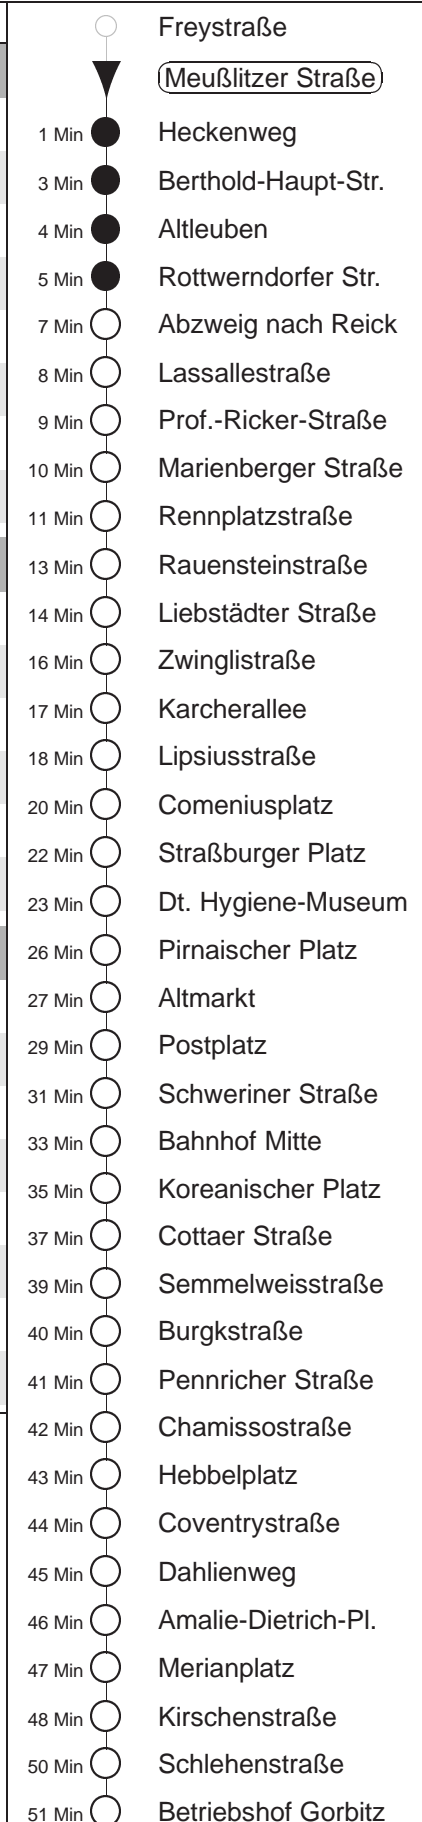 Freystraße
Meußlitzer Straße
1 Min Heckenweg
3 Min Berthold-Haupt-Str.
4 Min Altleuben
5 Min Rottwerndorfer Str.
7 Min Abzweig nach Reick
8 Min Lassallestraße
9 Min Prof.-Ricker-Straße
10 Min Marienberger Straße
11 Min Rennplatzstraße
13 Min Rauensteinstraße
14 Min Liebstädter Straße
16 Min Zwinglistraße
17 Min Karcherallee
18 Min Lipsiusstraße
20 Min Comeniusplatz
22 Min Straßburger Platz
23 Min Dt. Hygiene-Museum
26 Min Pirnaischer Platz
27 Min Altmarkt
29 Min Postplatz
31 Min Schweriner Straße
33 Min Bahnhof Mitte
35 Min Koreanischer Platz
37 Min Cottaer Straße
39 Min Semmelweisstraße
40 Min Burgkstraße
41 Min Pennricher Straße
42 Min Chamissostraße
43 Min Hebbelplatz
44 Min Coventrystraße
45 Min Dahlienweg
46 Min Amalie-Dietrich-Pl.
47 Min Merianplatz
48 Min Kirschenstraße
50 Min Schlehenstraße
51 Min Betriebshof Gorbitz